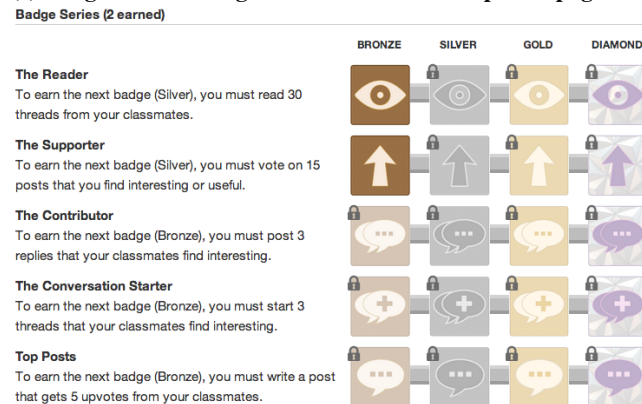 Badge Series (2 earned)
BRONZE SILVER GOLD DIAMOND
The Reader
To earn the next badge (Silver), you must read 30
threads from your classmates.
The Supporter
To earn the next badge (Silver), you must vote on 15
posts that you find interesting or useful.
The Contributor
To earn the next badge (Bronze), you must post 3
replies that your classmates find interesting.
The Conversation Starter
To earn the next badge (Bronze), you must start 3
threads that your classmates find interesting.
Top Posts
To earn the next badge (Bronze), you must write a post
that gets 5 upvotes from your classmates.